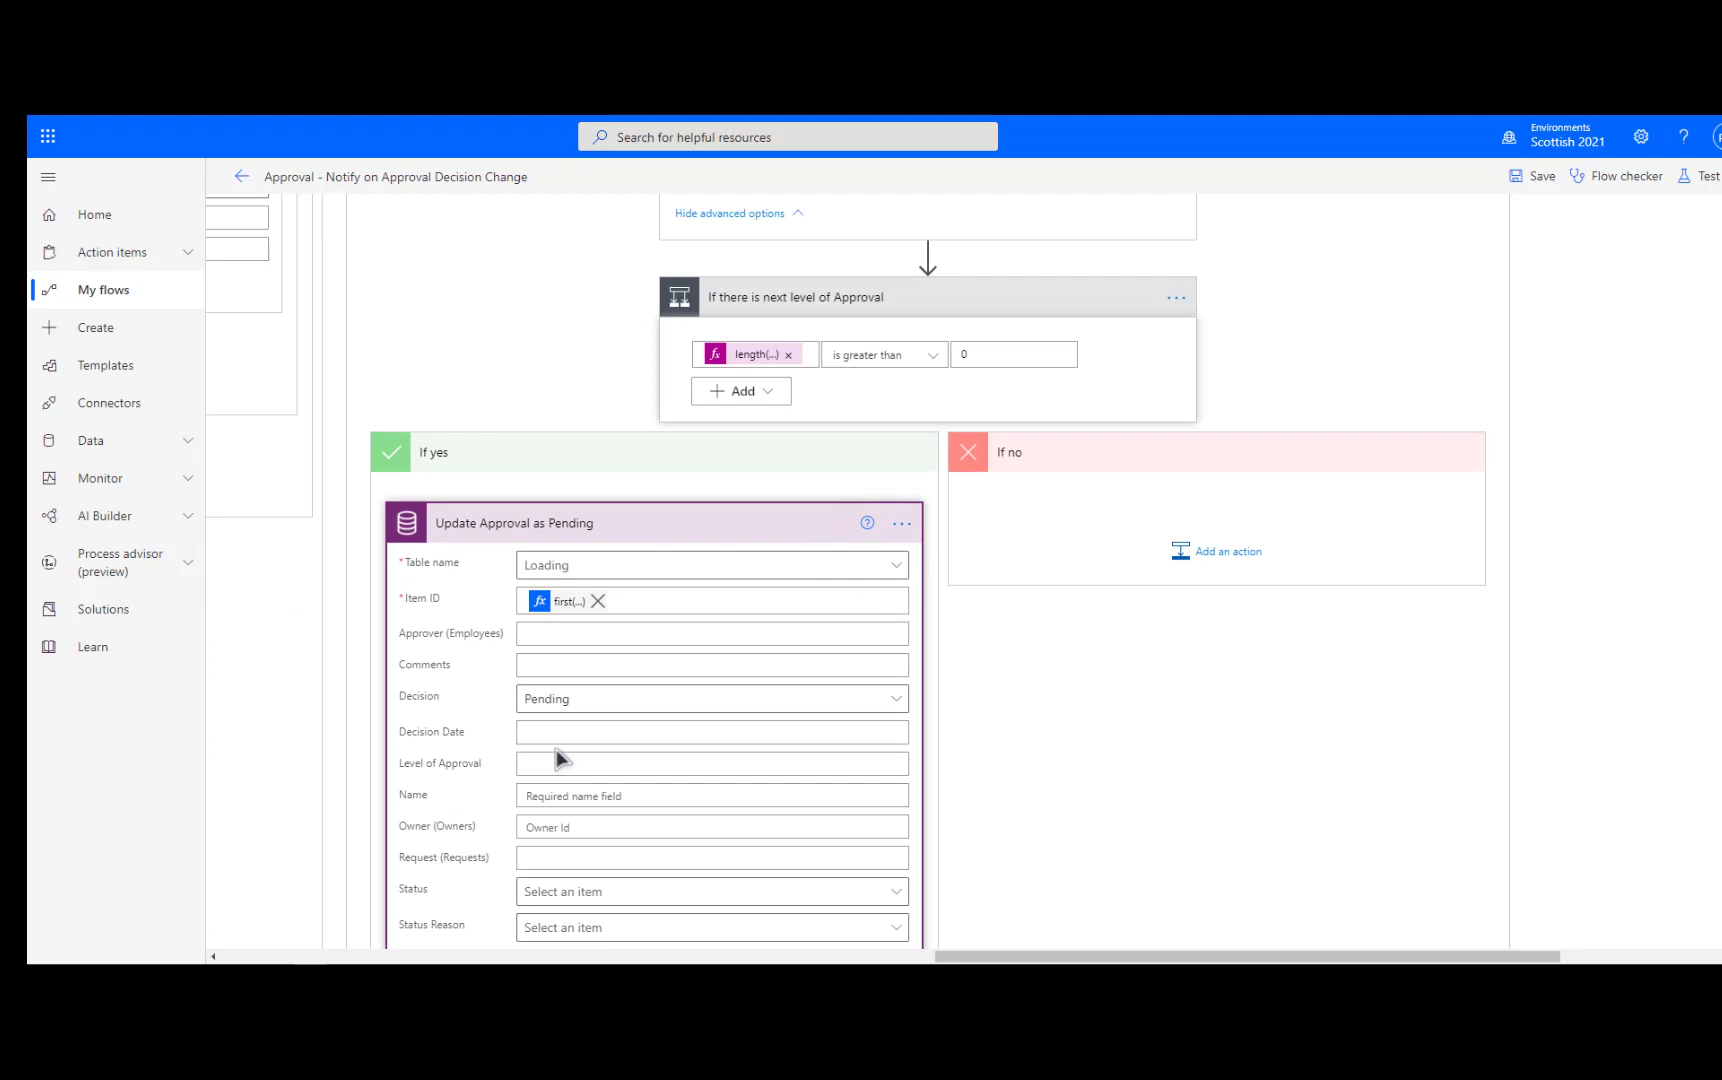 Search for helpful resources
Environments
Scottish 2021
?
Approval - Notify on Approval Decision Change
Save
Flow checker
Test
Home
Action items
My flows
Create
Templates
Connectors
Data
Monitor
AI Builder
Process advisor
(preview)
Solutions
Learn
Hide advanced options
If there is next level of Approval
...
fx length(...) x
is greater than
0
+ Add
If yes
If no
Add an action
Update Approval as Pending
? ...
*Table name
Loading
*Item ID
fx first(...)
Approver (Employees)
Comments
Decision
Pending
Decision Date
Level of Approval
Name
Required name field
Owner (Owners)
Owner Id
Request (Requests)
Status
Select an item
Status Reason
Select an item